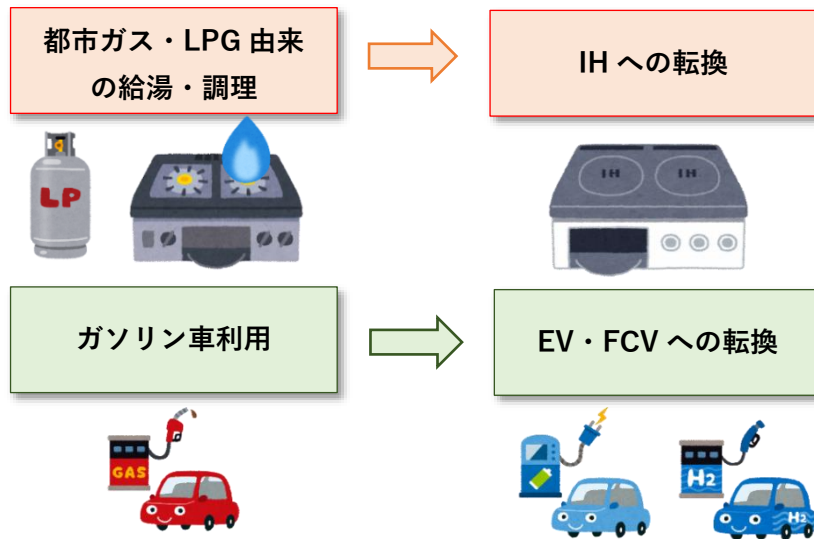 都市ガス・LPG 由来
の給湯・調理
IH への転換
LP
IH IH
ガソリン車利用
EV・FCV への転換
GAS
H2
H2